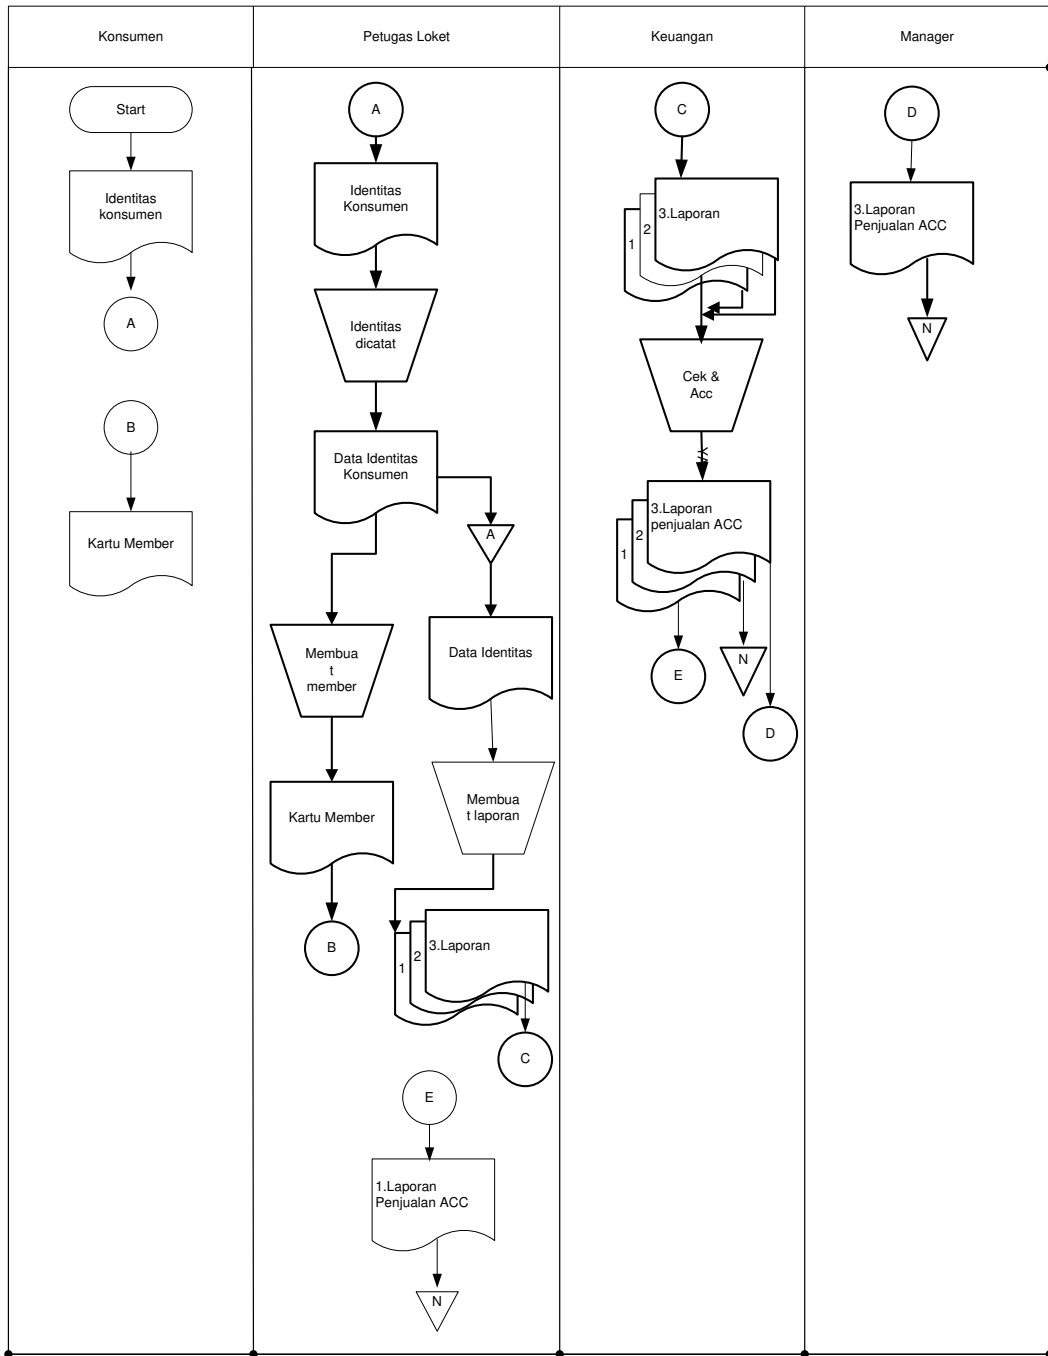 Konsumen
Petugas Loket
Keuangan
Manager
Start
Identitas
konsumen
A
B
Kartu Member
A
Identitas
Konsumen
Identitas
dicatat
Data Identitas
Konsumen
A
Membua
t
member
Data Identitas
Kartu Member
Membua
t laporan
B
1
2
3.Laporan
C
E
1.Laporan
Penjualan ACC
N
C
1
2
3.Laporan
Cek &
Acc
1
2
3.Laporan
penjualan ACC
E
N
D
D
3.Laporan
Penjualan ACC
N